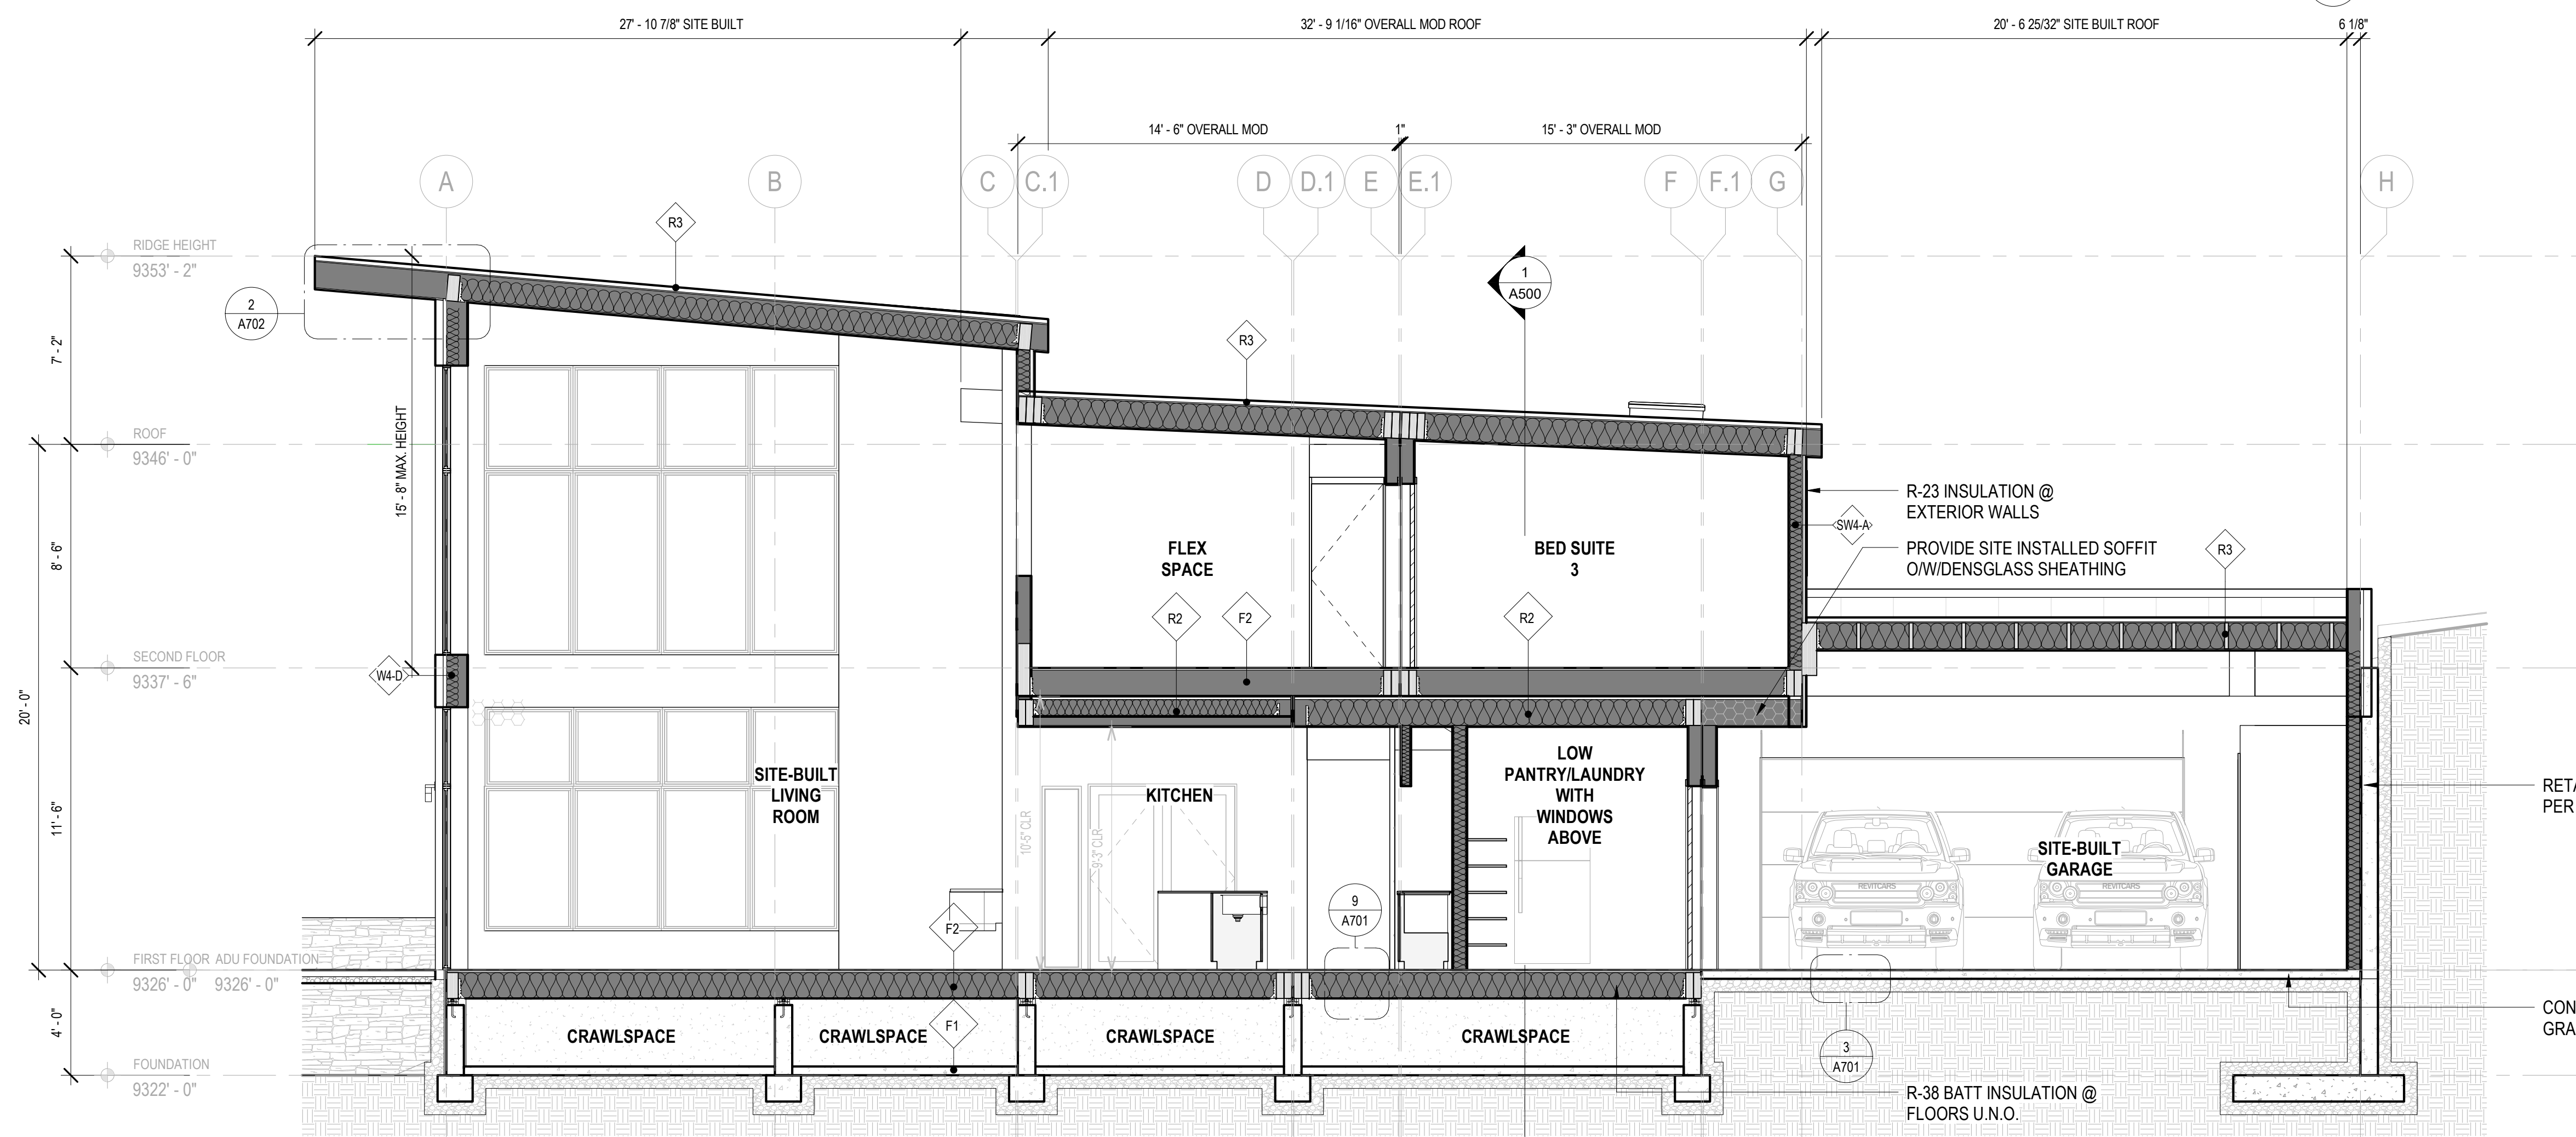 27' - 10 7/8" SITE BUILT
32' - 9 1/16" OVERALL MOD ROOF
20' - 6 25/32" SITE BUILT ROOF
6 1/8"
14' - 6" OVERALL MOD
1"
15' - 3" OVERALL MOD
A
B
C
C.1
D
D.1
E
E.1
F
F.1
G
H
R3
RIDGE HEIGHT
9353' - 2"
2
A702
1
A500
7' - 2"
R3
15' - 8" MAX. HEIGHT
ROOF
9346' - 0"
R-23 INSULATION @
EXTERIOR WALLS
SW4-A
8' - 6"
FLEX
SPACE
BED SUITE
3
PROVIDE SITE INSTALLED SOFFIT
O/W/DENSGLASS SHEATHING
R3
R2
F2
R2
SECOND FLOOR
9337' - 6"
W4-D
20' - 0"
11' - 6"
SITE-BUILT
LIVING
ROOM
KITCHEN
LOW
PANTRY/LAUNDRY
WITH
WINDOWS
ABOVE
10'-5" CLR
9'-3" CLR
SITE-BUILT
GARAGE
REVITCARS
REVITCARS
RETA
PER
9
A701
F2
FIRST FLOOR
9326' - 0"
ADU FOUNDATION
9326' - 0"
4' - 0"
F1
CRAWLSPACE
CRAWLSPACE
CRAWLSPACE
CRAWLSPACE
3
A701
CON
GRA
FOUNDATION
9322' - 0"
R-38 BATT INSULATION @
FLOORS U.N.O.